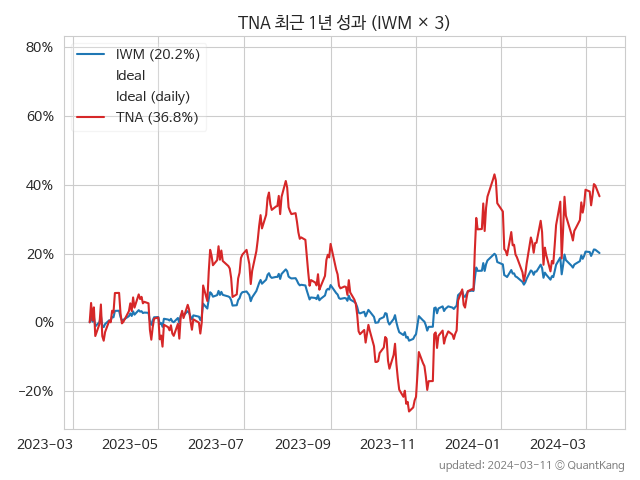 TNA 최근 1년 성과 (IWM × 3)
80%
60%
40%
20%
0%
−20%
IWM (20.2%)
Ideal
Ideal (daily)
TNA (36.8%)
2023-03 2023-05 2023-07 2023-09 2023-11 2024-01 2024-03
updated: 2024-03-11 © QuantKang